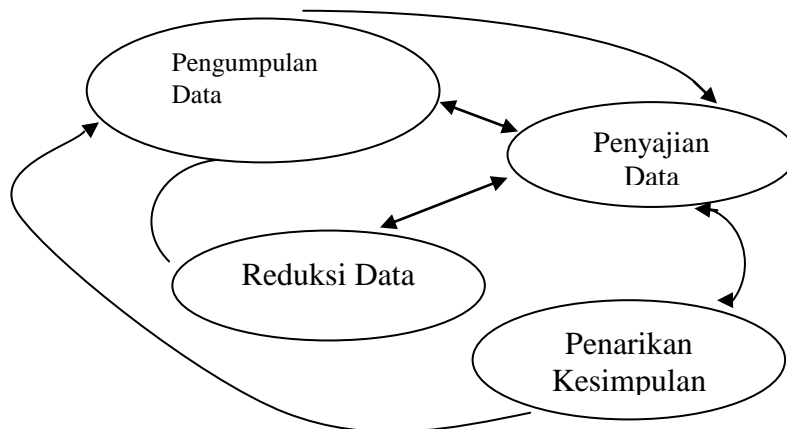 Pengumpulan
Data
Penyajian
Data
Reduksi Data
Penarikan
Kesimpulan